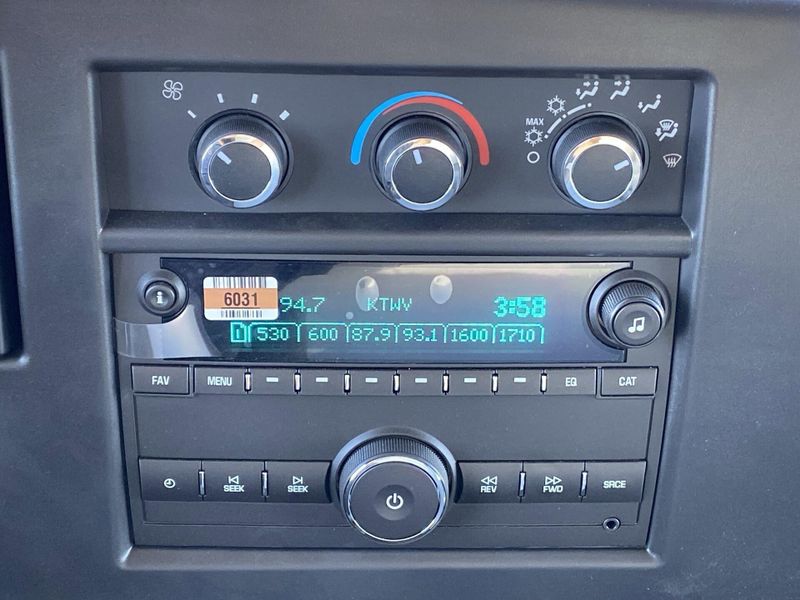 MAX
6031
94.7 KTWV 3:58
1 530 600 87.9 93.1 1600 1710
i
FAV MENU EQ CAT
SEEK SEEK REV FWD SRCE